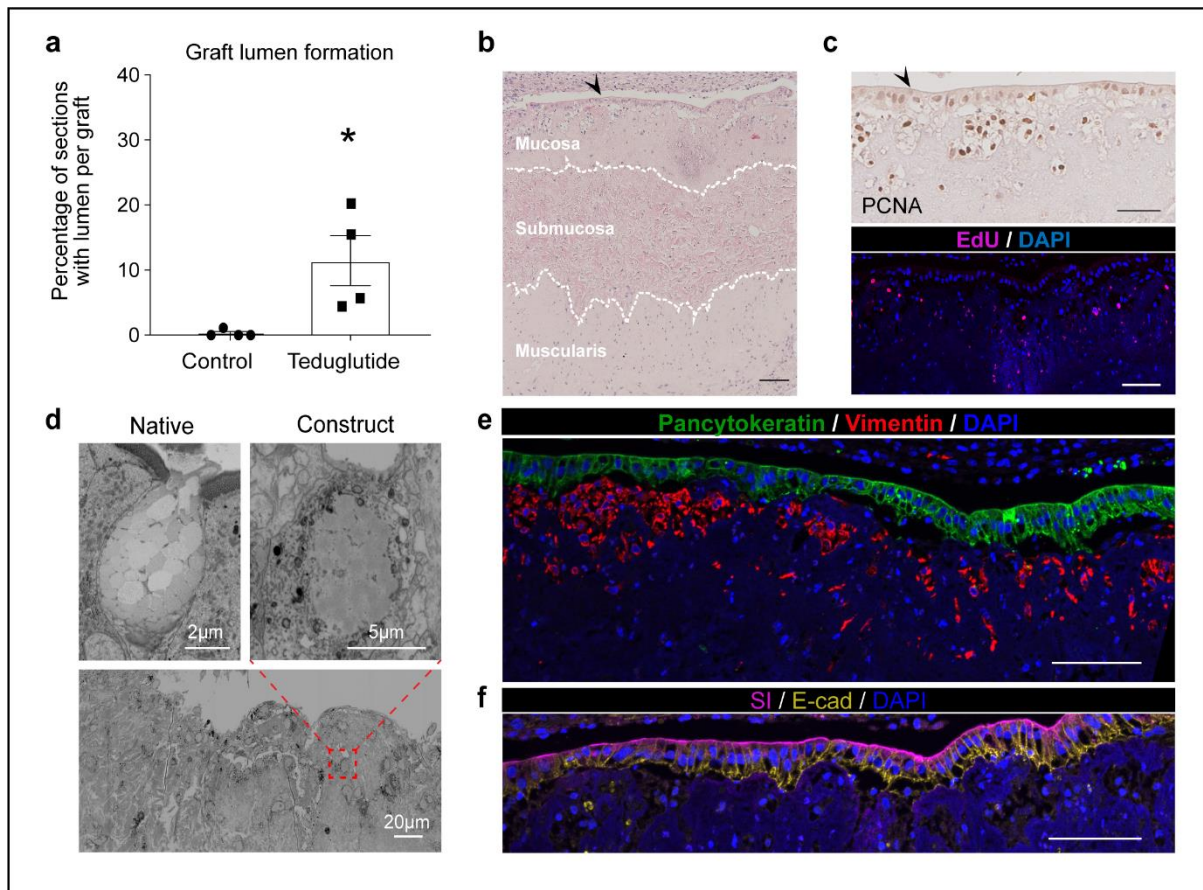 a
Graft lumen formation
Percentage of sections
with lumen per graft
40
30
20
10
0
*
Control
Teduglutide
b
Mucosa
Submucosa
Muscularis
c
PCNA
EdU / DAPI
d
Native
Construct
2µm
5µm
20µm
e
Pancytokeratin / Vimentin / DAPI
f
SI / E-cad / DAPI